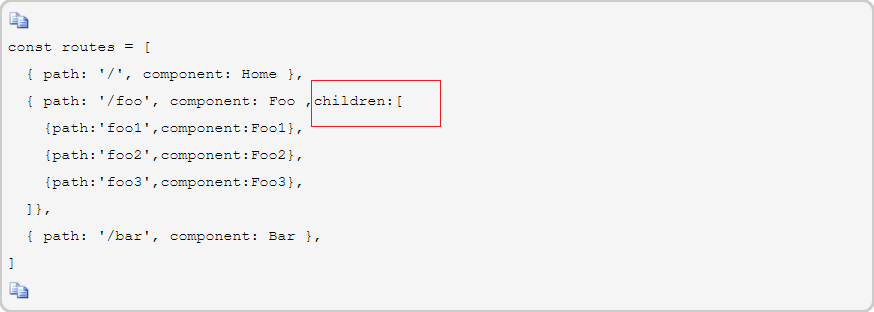 const routes = [
  { path: '/', component: Home },
  { path: '/foo', component: Foo ,children:[
    {path:'foo1',component:Foo1},
    {path:'foo2',component:Foo2},
    {path:'foo3',component:Foo3},
  ]},
  { path: '/bar', component: Bar },
]